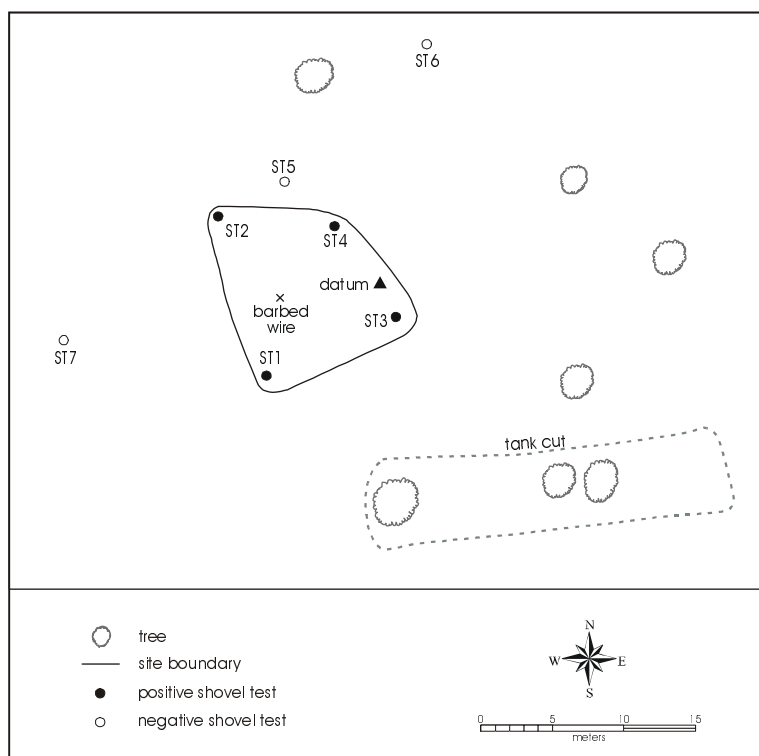 ST6
ST5
ST2
ST4
datum
barbed
wire
ST3
ST7
ST1
tank cut
tree
site boundary
positive shovel test
negative shovel test
N
W E
S
0 5 10 15
meters